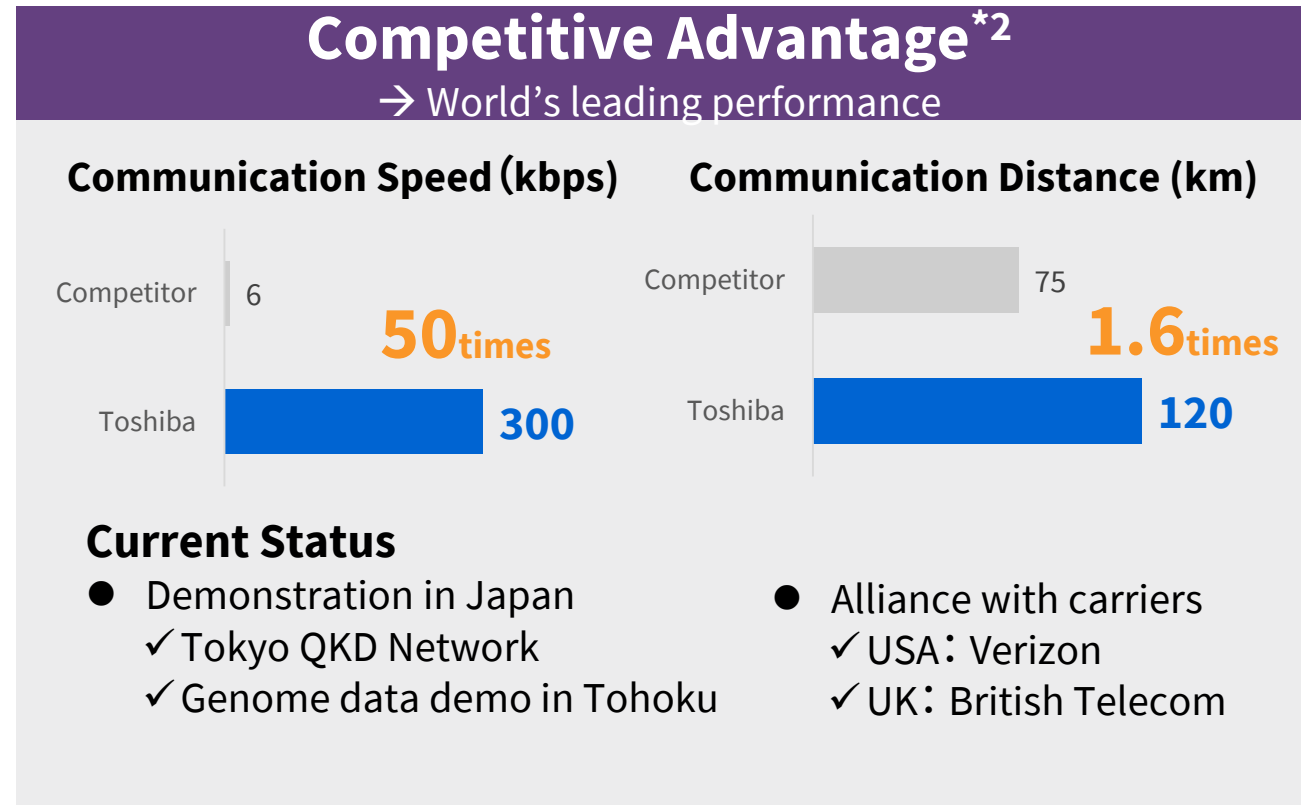 Competitive Advantage*2
→ World's leading performance
Communication Speed（kbps)
Competitor 6
50times
Toshiba 300
Communication Distance (km)
Competitor 75
1.6times
Toshiba 120
Current Status
● Demonstration in Japan
✓ Tokyo QKD Network
✓ Genome data demo in Tohoku
● Alliance with carriers
✓ USA： Verizon
✓ UK： British Telecom